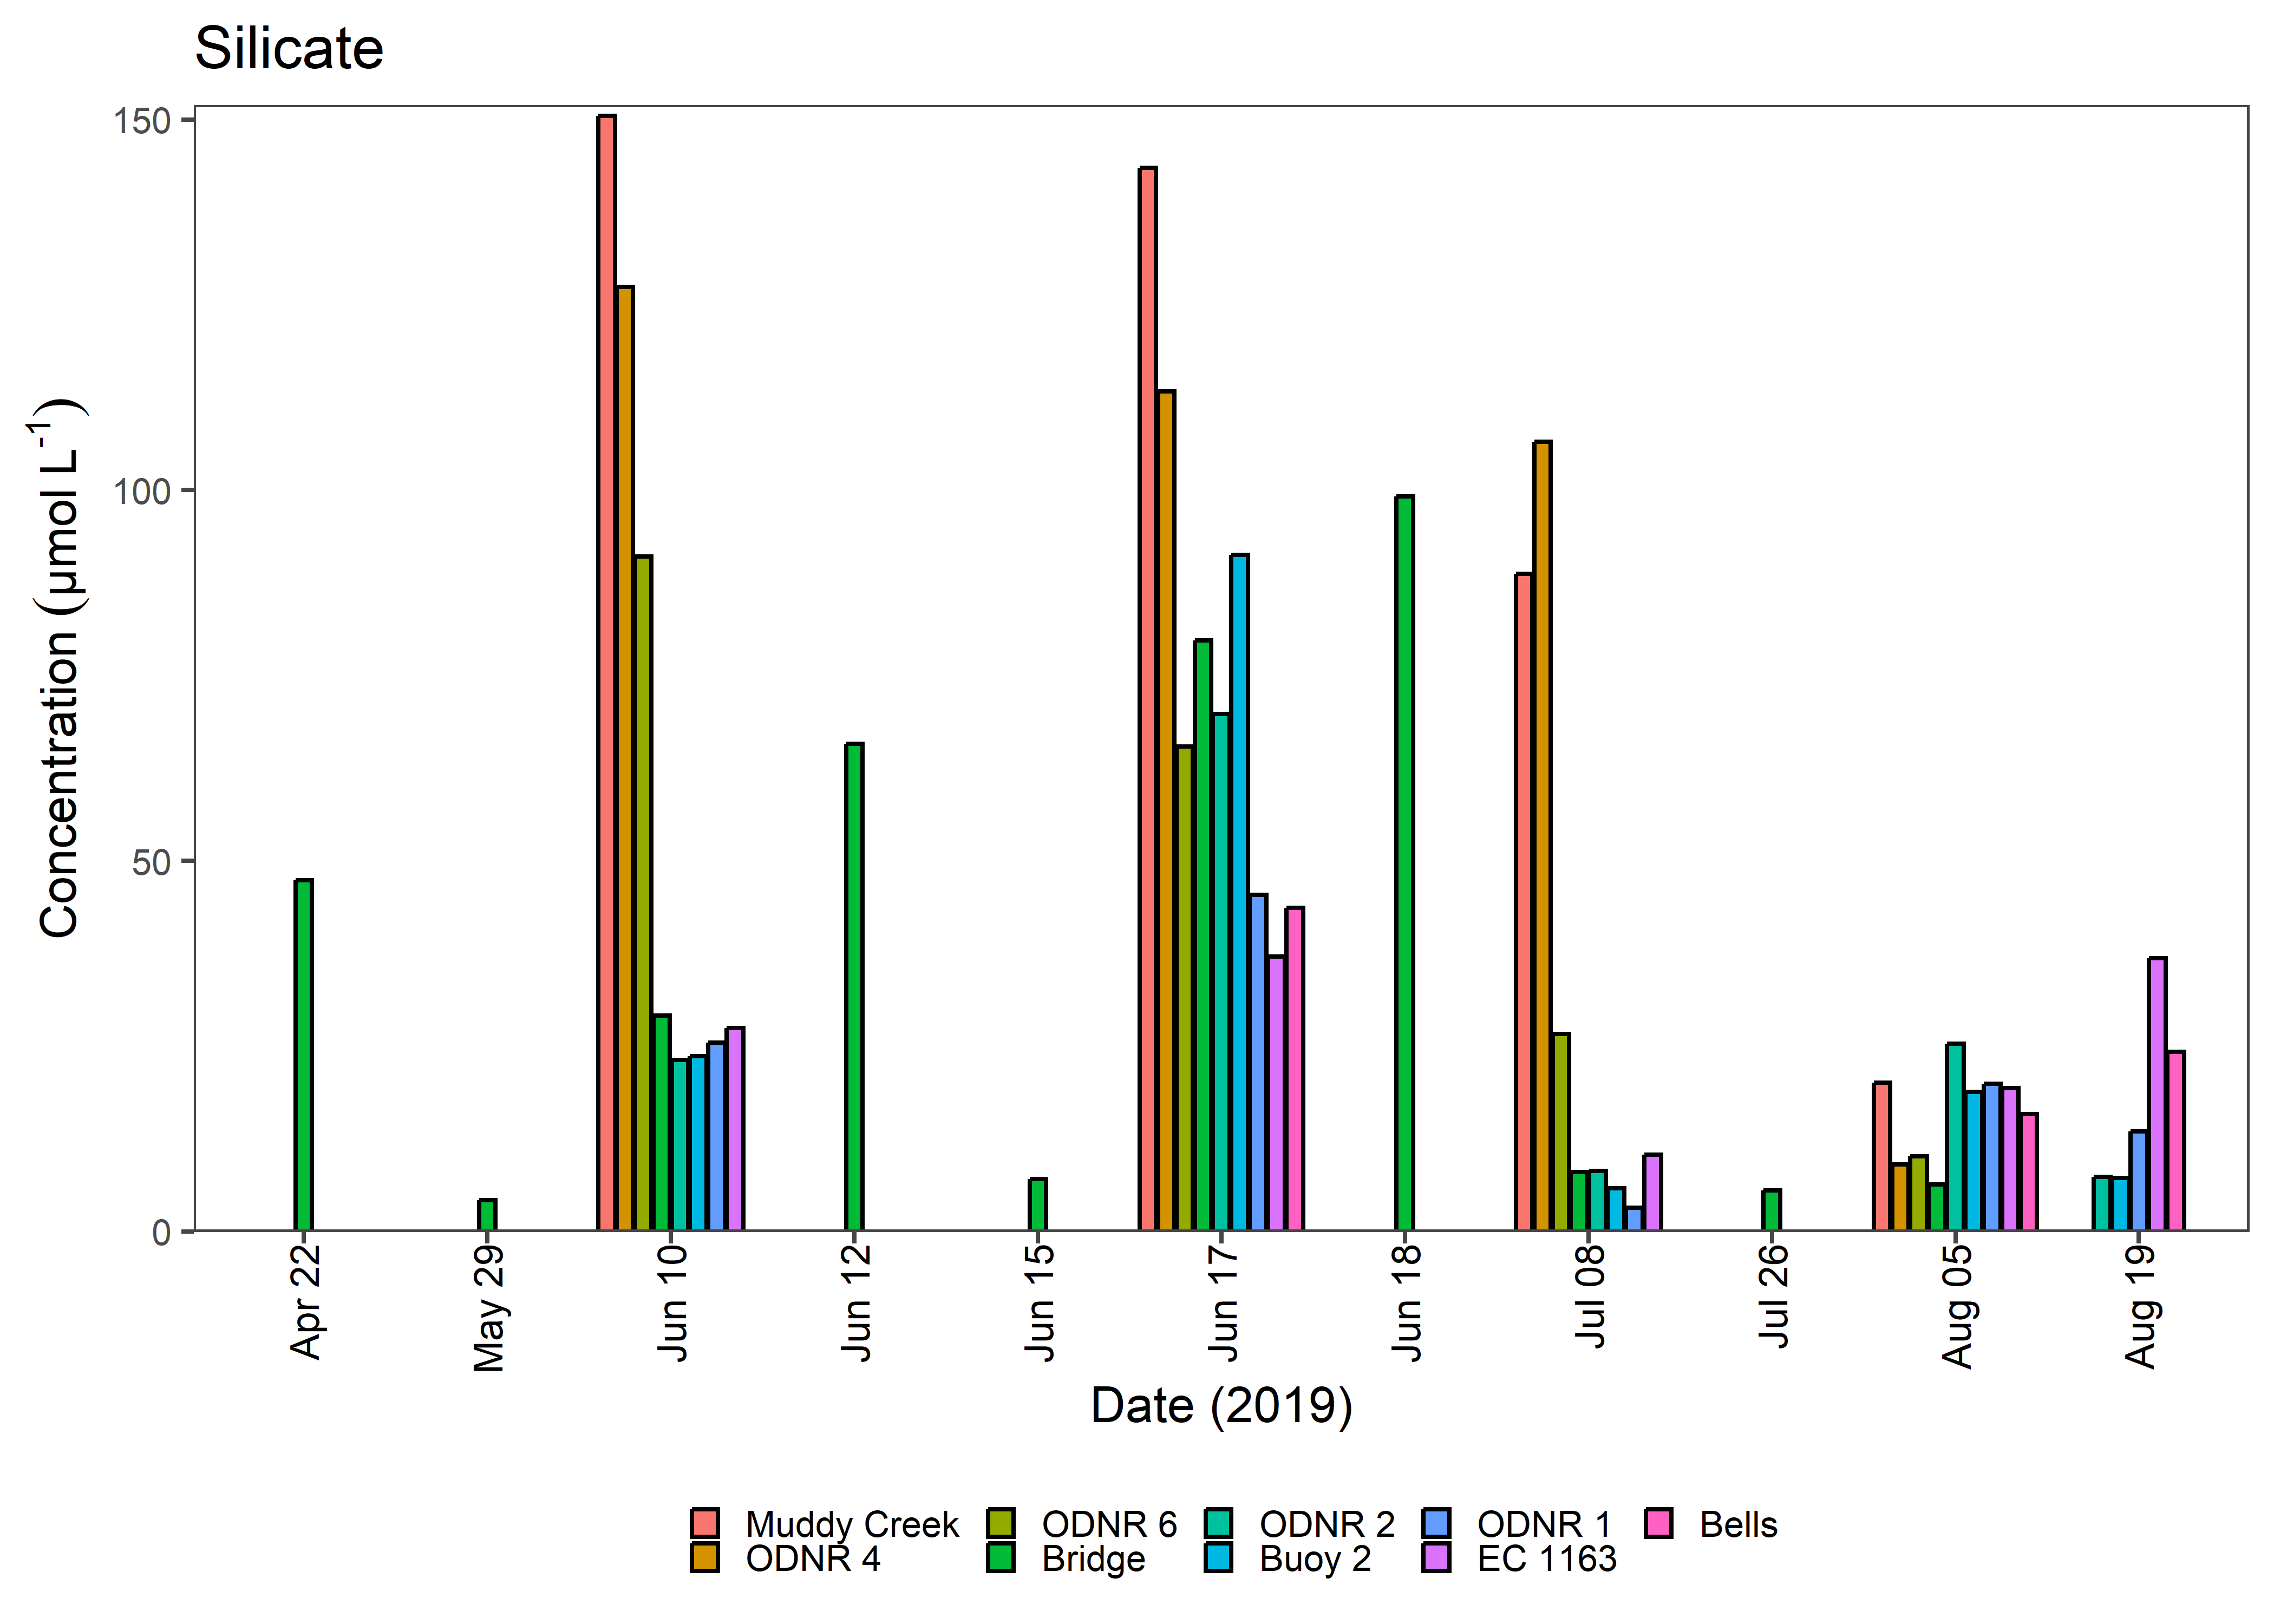 Silicate
150
100
50
0
Concentration (μmol L-1)
Apr 22
May 29
Jun 10
Jun 12
Jun 15
Jun 17
Jun 18
Jul 08
Jul 26
Aug 05
Aug 19
Date (2019)
Muddy Creek ODNR 6 ODNR 2 ODNR 1 Bells
ODNR 4 Bridge Buoy 2 EC 1163